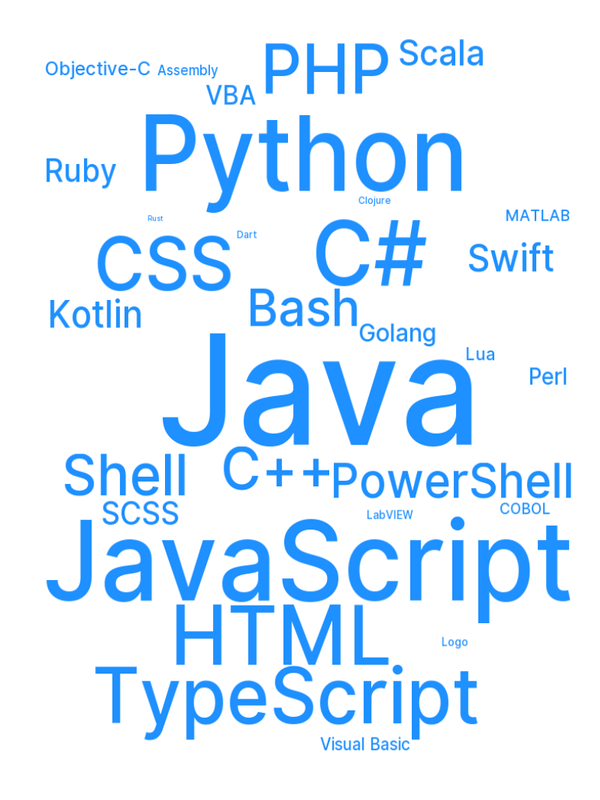 PHP
Scala
Objective-C
Assembly
VBA
Python
Ruby
Clojure
MATLAB
Rust
Dart
C#
CSS
Swift
Bash
Kotlin
Golang
Java
Lua
Perl
C++
Shell
PowerShell
SCSS
COBOL
LabVIEW
JavaScript
HTML
Logo
TypeScript
Visual Basic